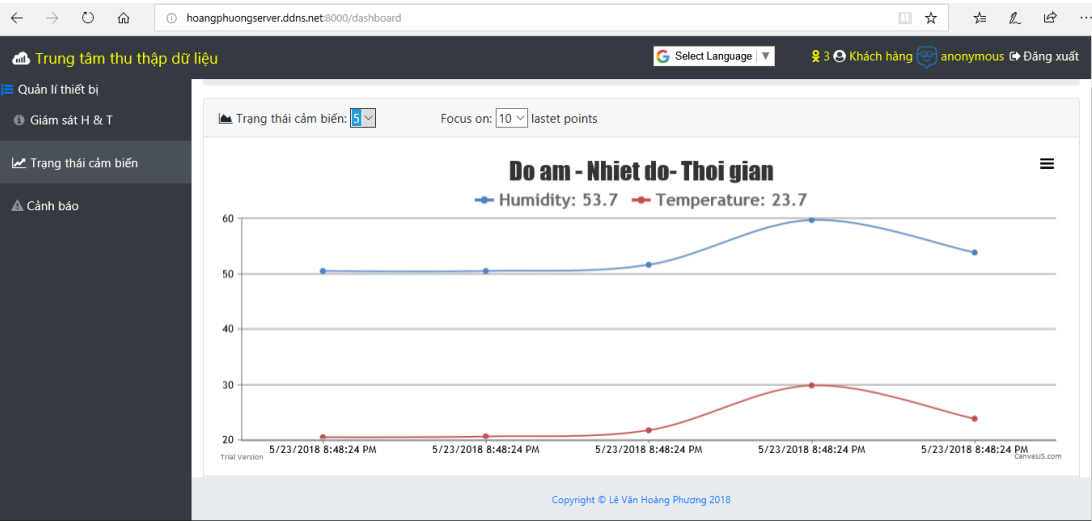 hoangphuongserver.ddns.net:8000/dashboard
Trung tâm thu thập dữ liệu
G Select Language ▼
3 Khách hàng anonymous Đăng xuất
Quản lí thiết bị
Giám sát H & T
Trạng thái cảm biến
Cảnh báo
Trạng thái cảm biến: 5 Focus on: 10 lastet points
Do am - Nhiet do- Thoi gian
Humidity: 53.7 Temperature: 23.7
60
50
40
30
20
5/23/2018 8:48:24 PM 5/23/2018 8:48:24 PM 5/23/2018 8:48:24 PM 5/23/2018 8:48:24 PM 5/23/2018 8:48:24 PM
Trial Version CanvasJS.com
Copyright © Lê Văn Hoàng Phương 2018